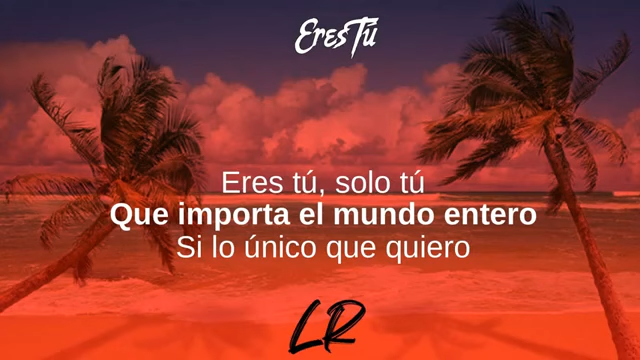 Eres Tú
Eres tú, solo tú
Que importa el mundo entero
Si lo único que quiero
LR